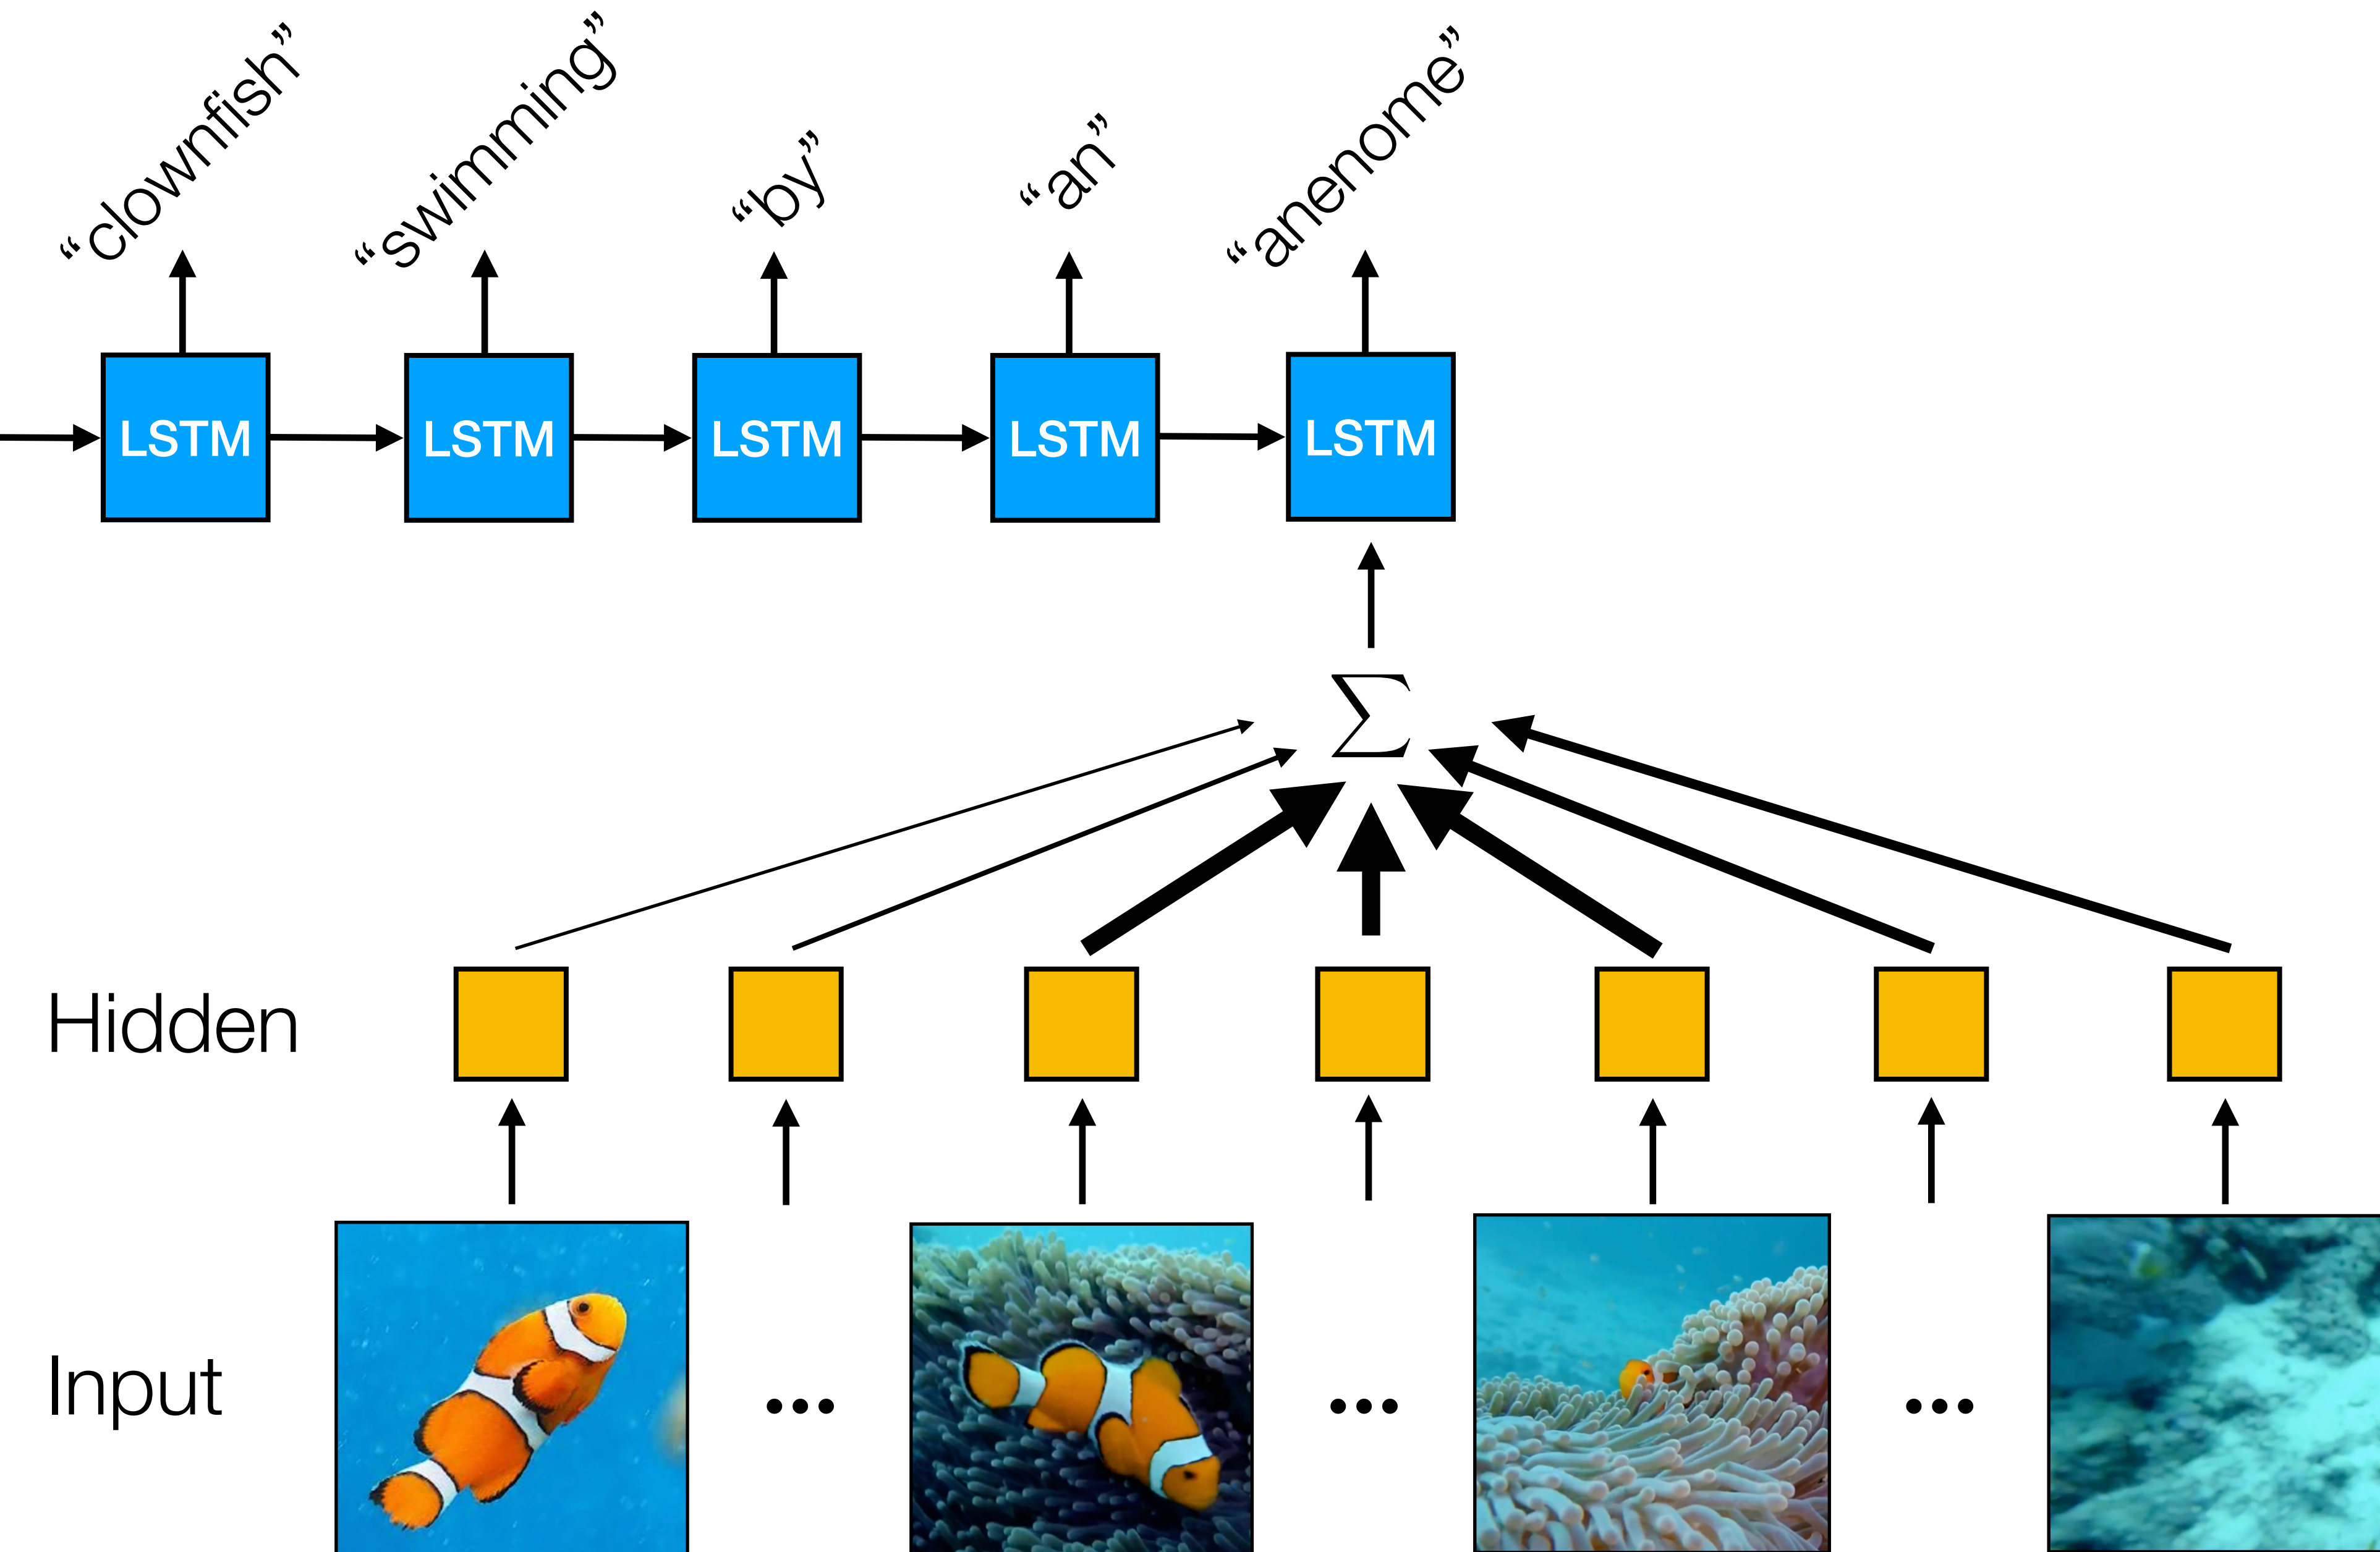 “clownfish” “swimming” “by” “an” “anenome”
LSTM LSTM LSTM LSTM LSTM
∑
Hidden
Input
... ... ...